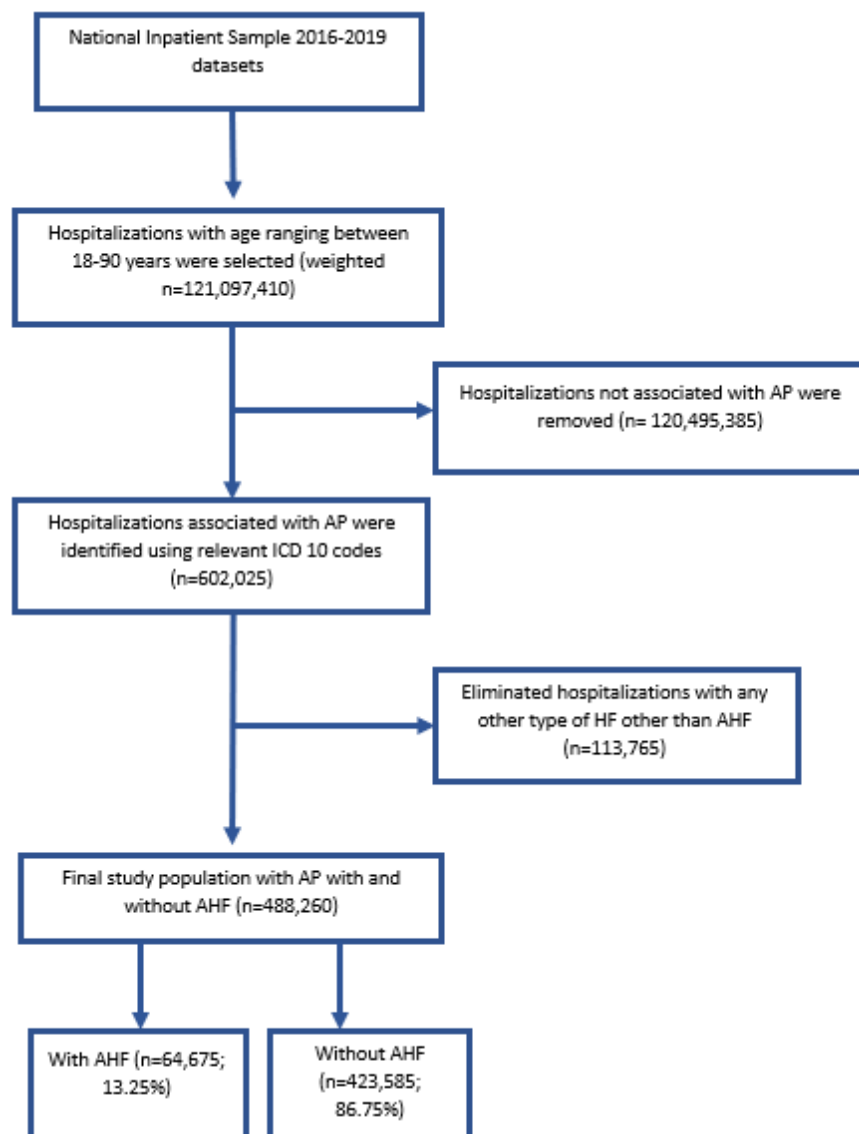 National Inpatient Sample 2016-2019
datasets
Hospitalizations with age ranging between
18-90 years were selected (weighted
n=121,097,410)
Hospitalizations not associated with AP were
removed (n= 120,495,385)
Hospitalizations associated with AP were
identified using relevant ICD 10 codes
(n=602,025)
Eliminated hospitalizations with any
other type of HF other than AHF
(n=113,765)
Final study population with AP with and
without AHF (n=488,260)
With AHF (n=64,675;
13.25%)
Without AHF
(n=423,585;
86.75%)